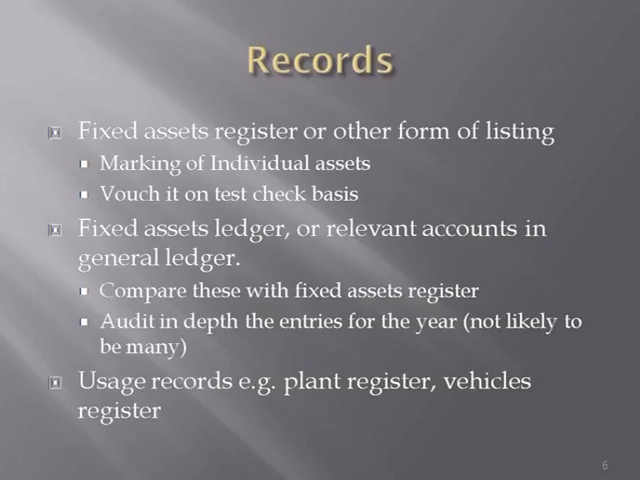 Records
Fixed assets register or other form of listing
Marking of Individual assets
Vouch it on test check basis
Fixed assets ledger, or relevant accounts in
general ledger.
Compare these with fixed assets register
Audit in depth the entries for the year (not likely to
be many)
Usage records e.g. plant register, vehicles
register
6